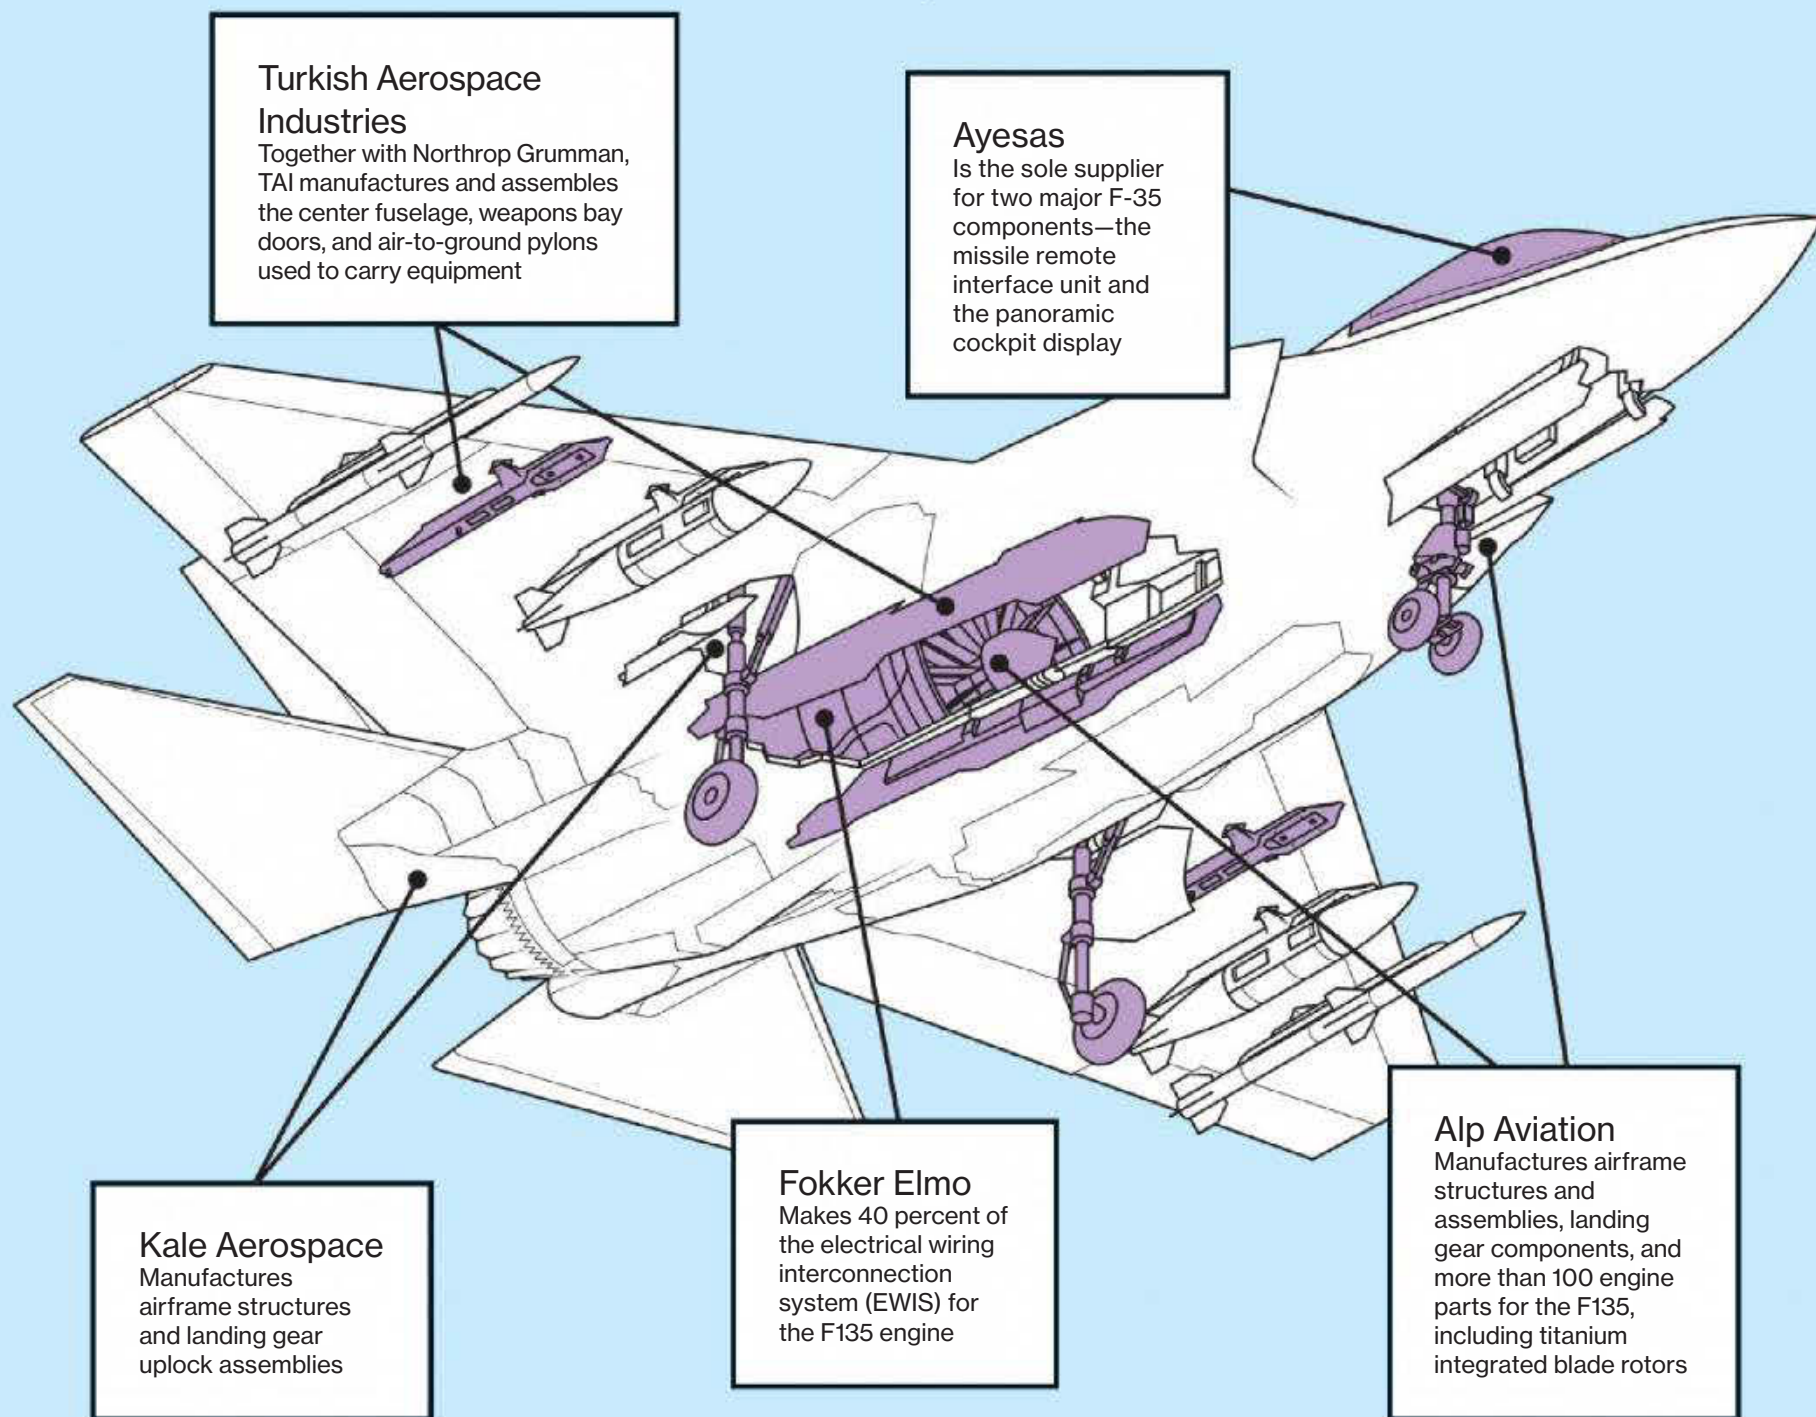 Turkish Aerospace
Industries
Together with Northrop Grumman,
TAI manufactures and assembles
the center fuselage, weapons bay
doors, and air-to-ground pylons
used to carry equipment
Ayesas
Is the sole supplier
for two major F-35
components—the
missile remote
interface unit and
the panoramic
cockpit display
Kale Aerospace
Manufactures
airframe structures
and landing gear
uplock assemblies
Fokker Elmo
Makes 40 percent of
the electrical wiring
interconnection
system (EWIS) for
the F135 engine
Alp Aviation
Manufactures airframe
structures and
assemblies, landing
gear components, and
more than 100 engine
parts for the F135,
including titanium
integrated blade rotors